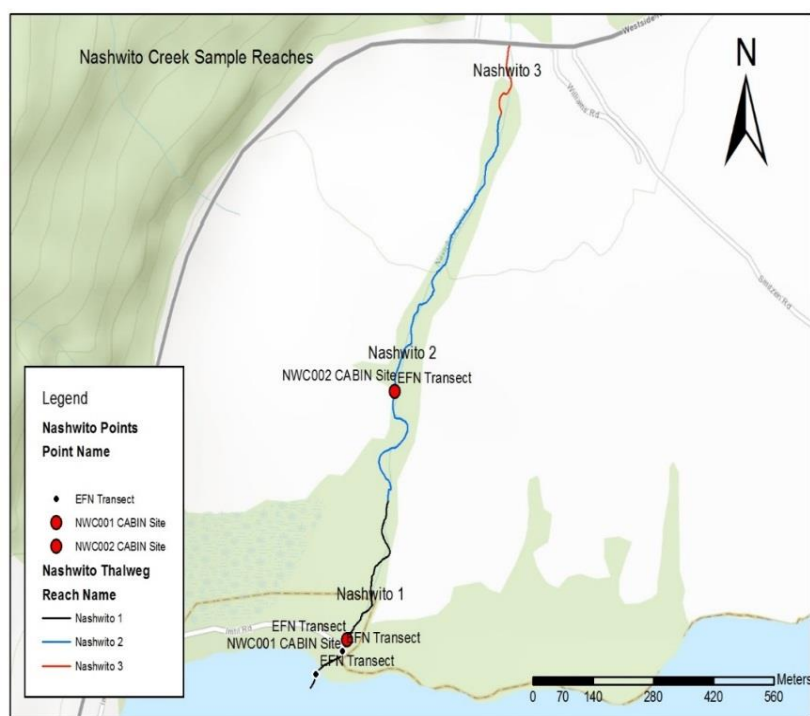 Nashwito Creek Sample Reaches
Nashwito 3
N
Williams Rd
Nashwito 2
NWC002 CABIN Site
EFN Transect
Legend
Nashwito Points
Point Name
EFN Transect
NWC001 CABIN Site
NWC002 CABIN Site
Nashwito Thalweg
Reach Name
Nashwito 1
Nashwito 2
Nashwito 3
Nashwito 1
EFN Transect
EFN Transect
NWC001 CABIN Site
EFN Transect
Meters
0 70 140 280 420 560